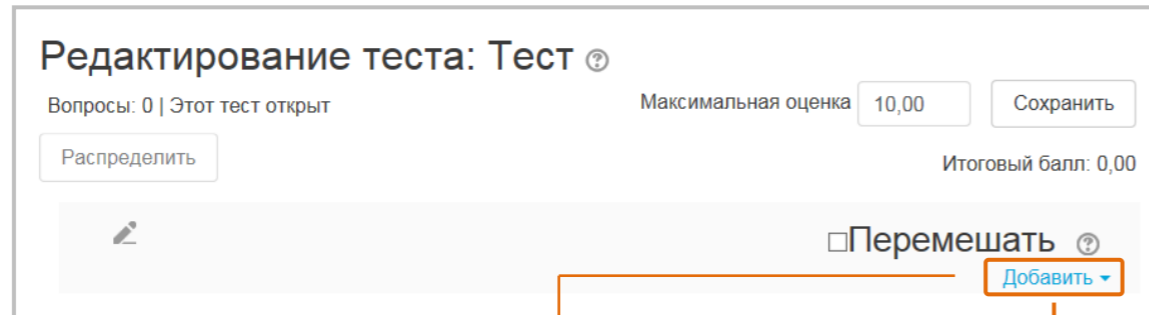 Редактирование теста: Тест
Вопросы: 0 | Этот тест открыт
Максимальная оценка 10,00 Сохранить
Распределить
Итоговый балл: 0,00
Перемешать
Добавить